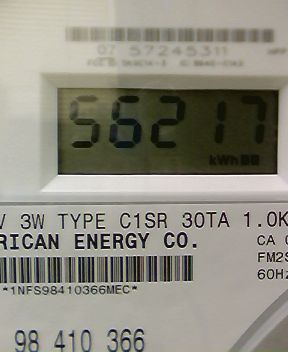 07 57245311
56217
kWh
V 3W TYPE C1SR 30TA 1.0K
RICAN ENERGY CO.
CA
FM2S
60Hz
*1NFS98410366MEC*
98 410 366